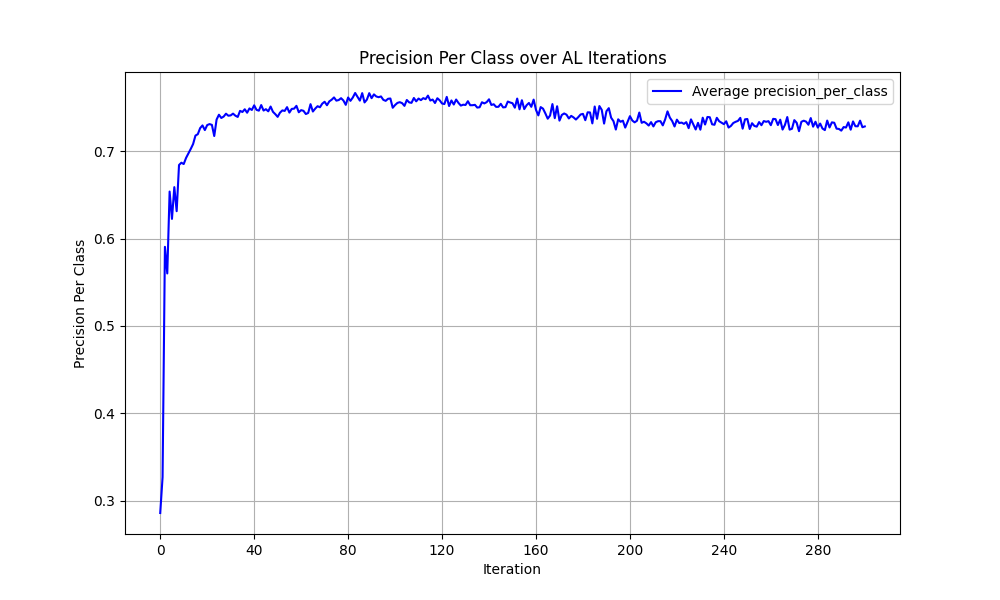 Precision Per Class over AL Iterations
Average precision_per_class
Precision Per Class
0.7
0.6
0.5
0.4
0.3
0 40 80 120 160 200 240 280
Iteration